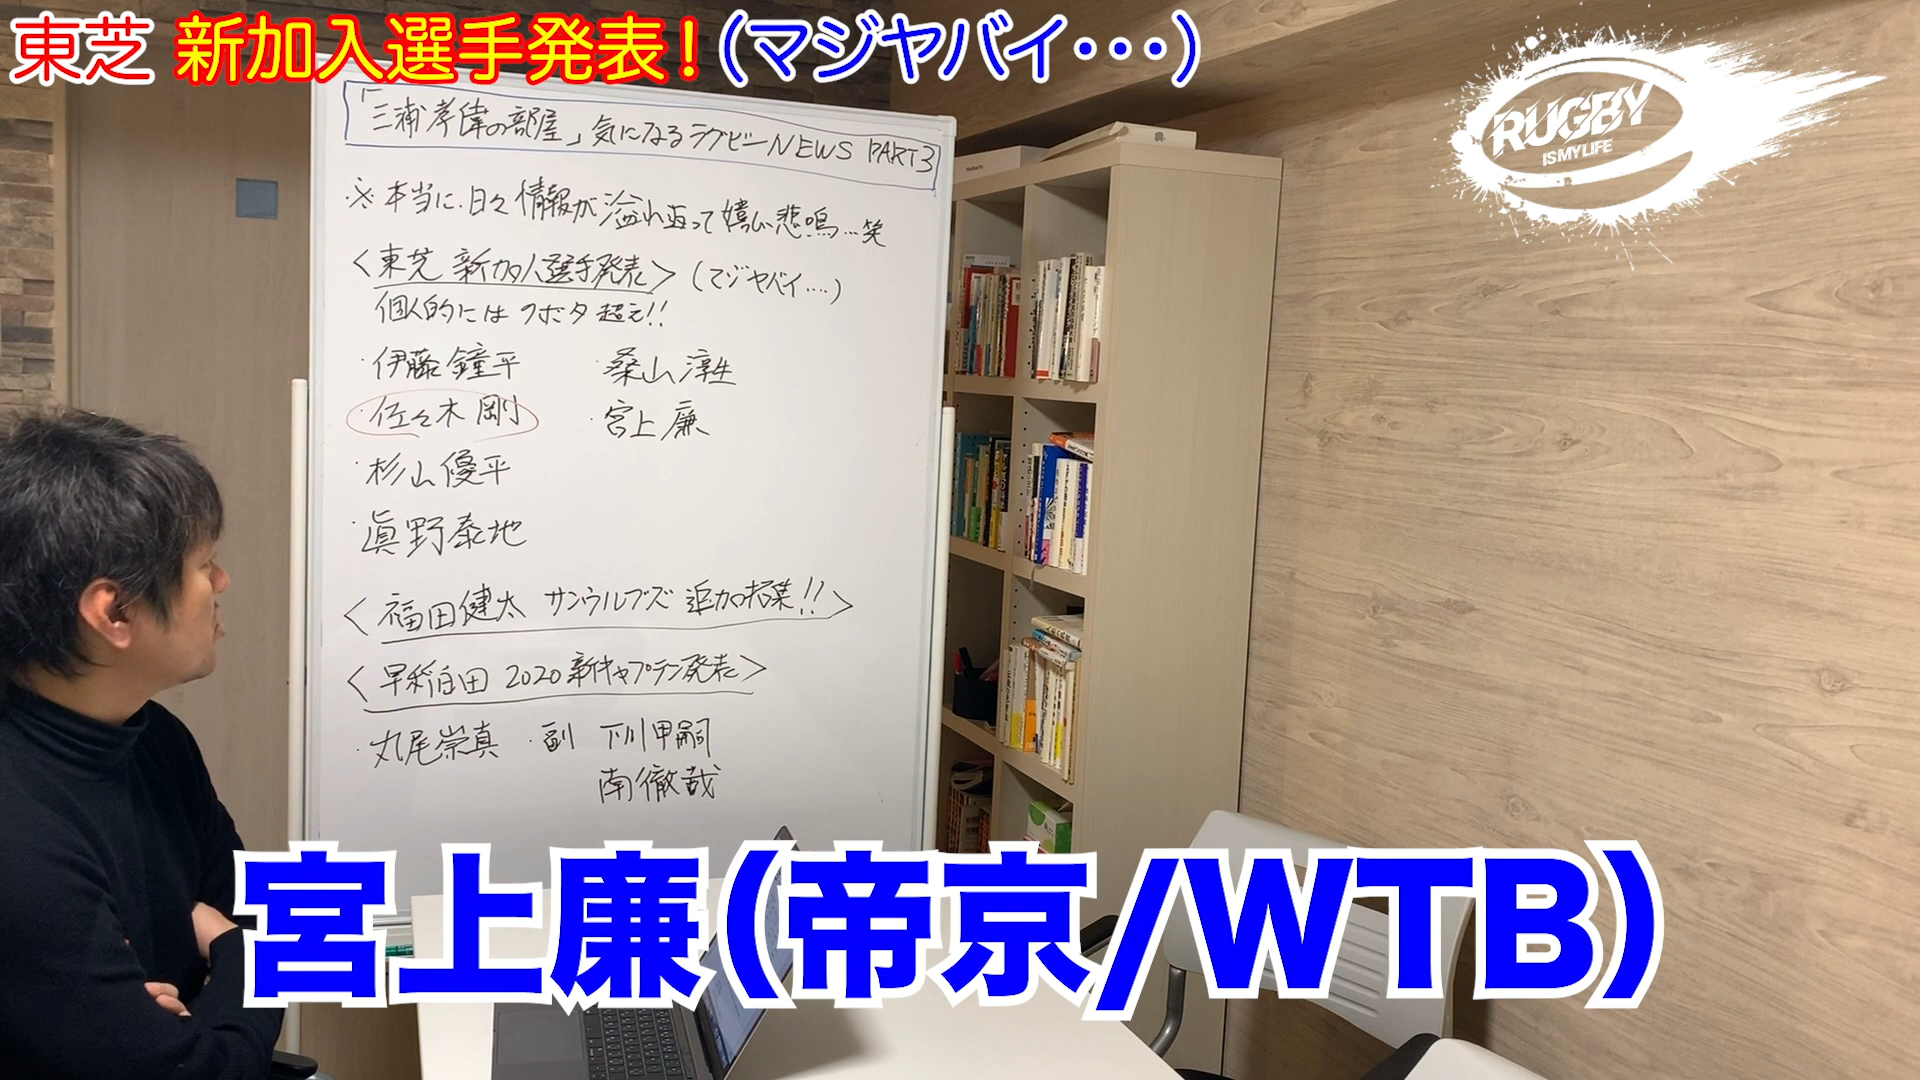 東芝 新加入選手発表!(マジヤバイ・・・)
RUGBY
IS MY LIFE
「三浦孝偉の部屋」気になるラグビーNEWS PART3
※本当に、日々情報が溢れ返って嬉しい悲鳴…笑
<東芝 新加入選手発表>(マジヤバイ....)
個人的にはクボタ超え!!
・伊藤鐘平 ・桑山淳生
・佐々木剛 ・宮上廉
・杉山優平
・眞野泰地
<福田健太 サンウルブズ 追加招集!!>
<早稲田 2020新キャプテン発表>
・丸尾崇真 ・副 下川甲嗣
南徹哉
宮上廉(帝京/WTB)